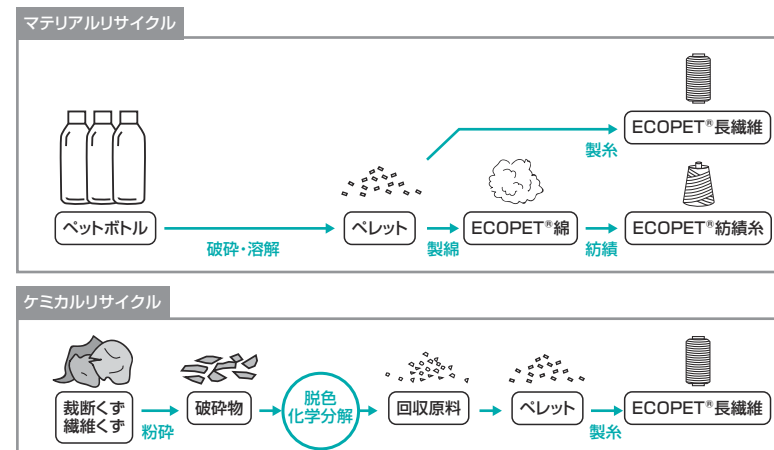 マテリアルリサイクル
ECOPET®長繊維
製糸
ペットボトル
破砕・溶解
ペレット
製綿
ECOPET®綿
紡績
ECOPET®紡績糸
ケミカルリサイクル
裁断くず
繊維くず
粉砕
破砕物
脱色
化学分解
回収原料
ペレット
製糸
ECOPET®長繊維